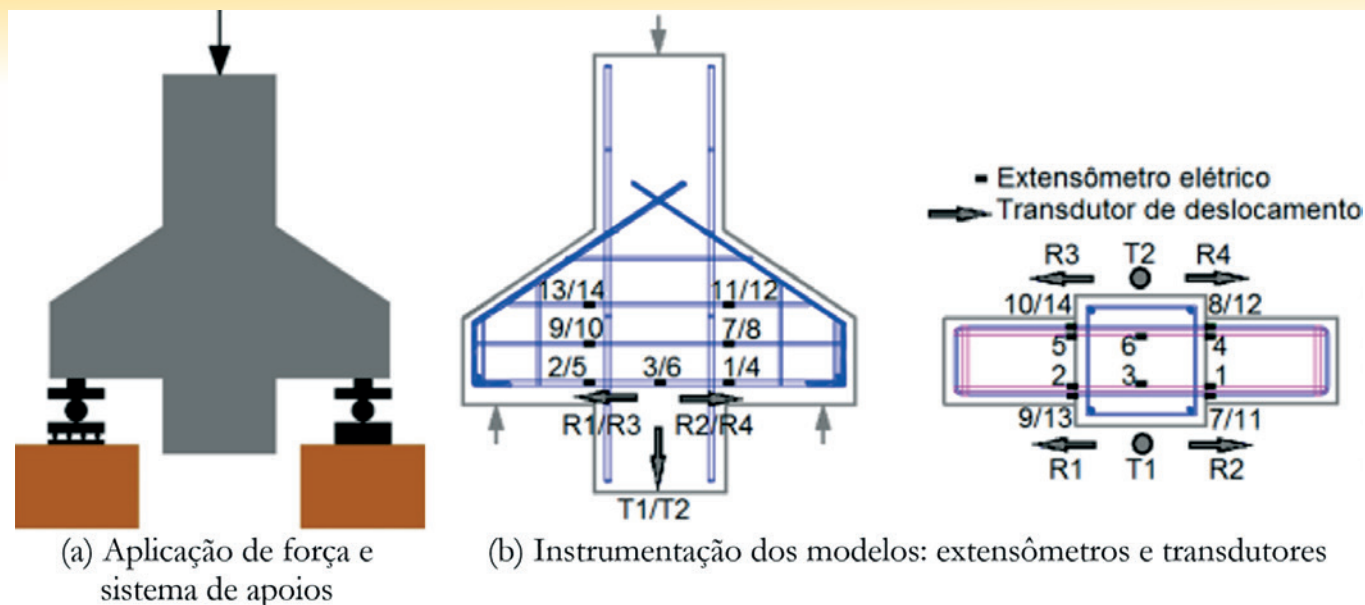 13/14 11/12
9/10 7/8
2/5 3/6 1/4
R1/R3 R2/R4
T1/T2
Extensômetro elétrico
Transdutor de deslocamento
R3 T2 R4
10/14 8/12
5 6 4
2 3 1
9/13 7/11
R1 T1 R2
(a) Aplicação de força e
sistema de apoios
(b) Instrumentação dos modelos: extensômetros e transdutores